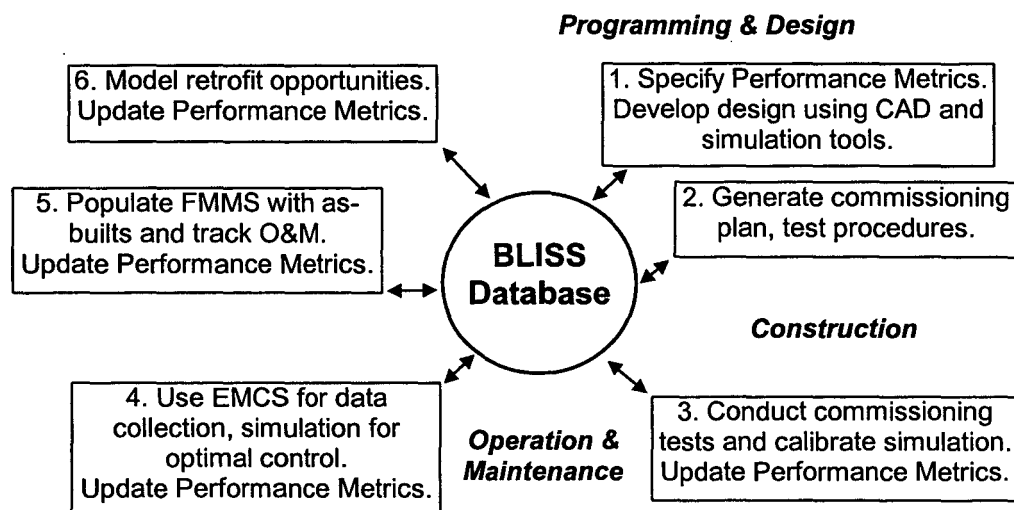 Programming & Design
6. Model retrofit opportunities.
Update Performance Metrics.
1. Specify Performance Metrics.
Develop design using CAD and
simulation tools.
5. Populate FMMS with as-
builts and track O&M.
Update Performance Metrics.
BLISS
Database
2. Generate commissioning
plan, test procedures.
Construction
4. Use EMCS for data
collection, simulation for
optimal control.
Update Performance Metrics.
Operation &
Maintenance
3. Conduct commissioning
tests and calibrate simulation.
Update Performance Metrics.